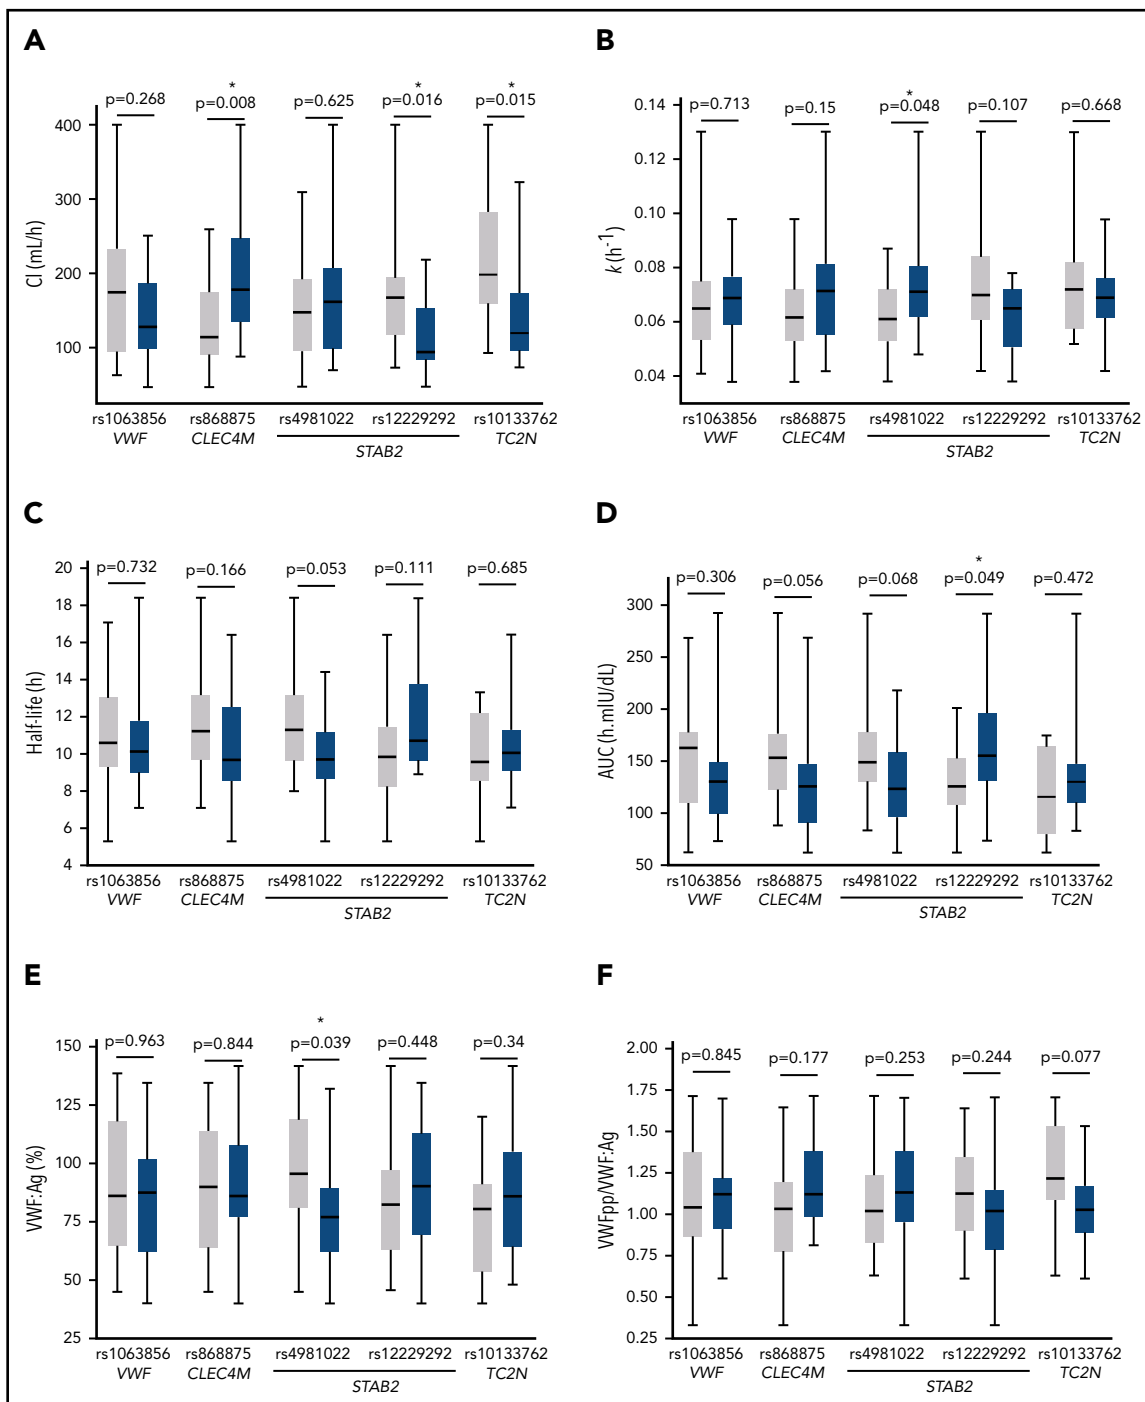 A
Cl (mL/h)
400
300
200
100
p=0.268
*
p=0.008
p=0.625
*
p=0.016
*
p=0.015
rs1063856 rs868875 rs4981022 rs12229292 rs10133762
VWF CLEC4M STAB2 TC2N
B
k (h-1)
0.14
0.12
0.10
0.08
0.06
0.04
p=0.713
p=0.15
*
p=0.048
p=0.107
p=0.668
rs1063856 rs868875 rs4981022 rs12229292 rs10133762
VWF CLEC4M STAB2 TC2N
C
Half-life (h)
20
18
16
14
12
10
8
6
4
p=0.732
p=0.166
p=0.053
p=0.111
p=0.685
rs1063856 rs868875 rs4981022 rs12229292 rs10133762
VWF CLEC4M STAB2 TC2N
D
AUC (h.mIU/dL)
300
250
200
150
100
50
p=0.306
p=0.056
p=0.068
*
p=0.049
p=0.472
rs1063856 rs868875 rs4981022 rs12229292 rs10133762
VWF CLEC4M STAB2 TC2N
E
VWF:Ag (%)
150
125
100
75
50
25
p=0.963
p=0.844
*
p=0.039
p=0.448
p=0.34
rs1063856 rs868875 rs4981022 rs12229292 rs10133762
VWF CLEC4M STAB2 TC2N
F
VWFpp/VWF:Ag
2.00
1.75
1.50
1.25
1.00
0.75
0.50
0.25
p=0.845
p=0.177
p=0.253
p=0.244
p=0.077
rs1063856 rs868875 rs4981022 rs12229292 rs10133762
VWF CLEC4M STAB2 TC2N